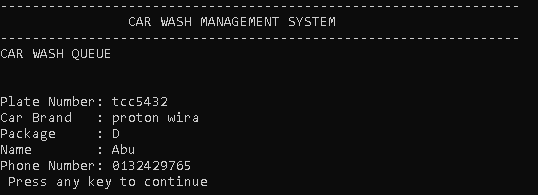 ----------------------------------------------------------------
CAR WASH MANAGEMENT SYSTEM
----------------------------------------------------------------
CAR WASH QUEUE
Plate Number: tcc5432
Car Brand   : proton wira
Package     : D
Name        : Abu
Phone Number: 0132429765
Press any key to continue